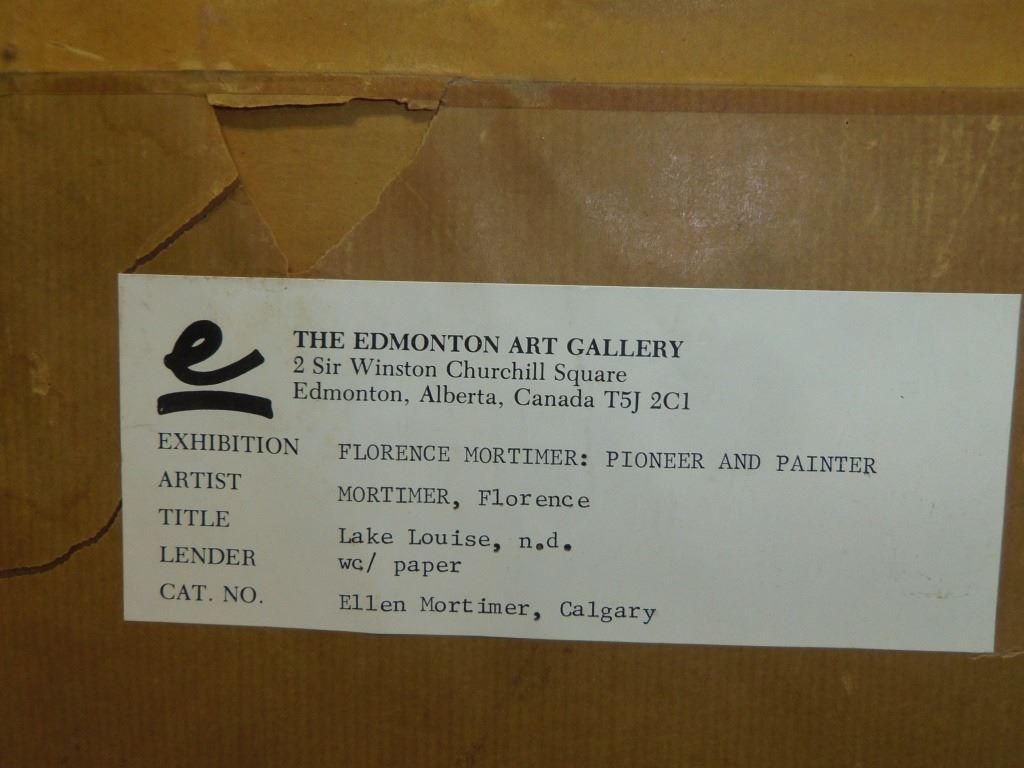 e
THE EDMONTON ART GALLERY
2 Sir Winston Churchill Square
Edmonton, Alberta, Canada T5J 2C1
EXHIBITION FLORENCE MORTIMER: PIONEER AND PAINTER
ARTIST MORTIMER, Florence
TITLE Lake Louise, n.d.
LENDER wc/ paper
CAT. NO. Ellen Mortimer, Calgary